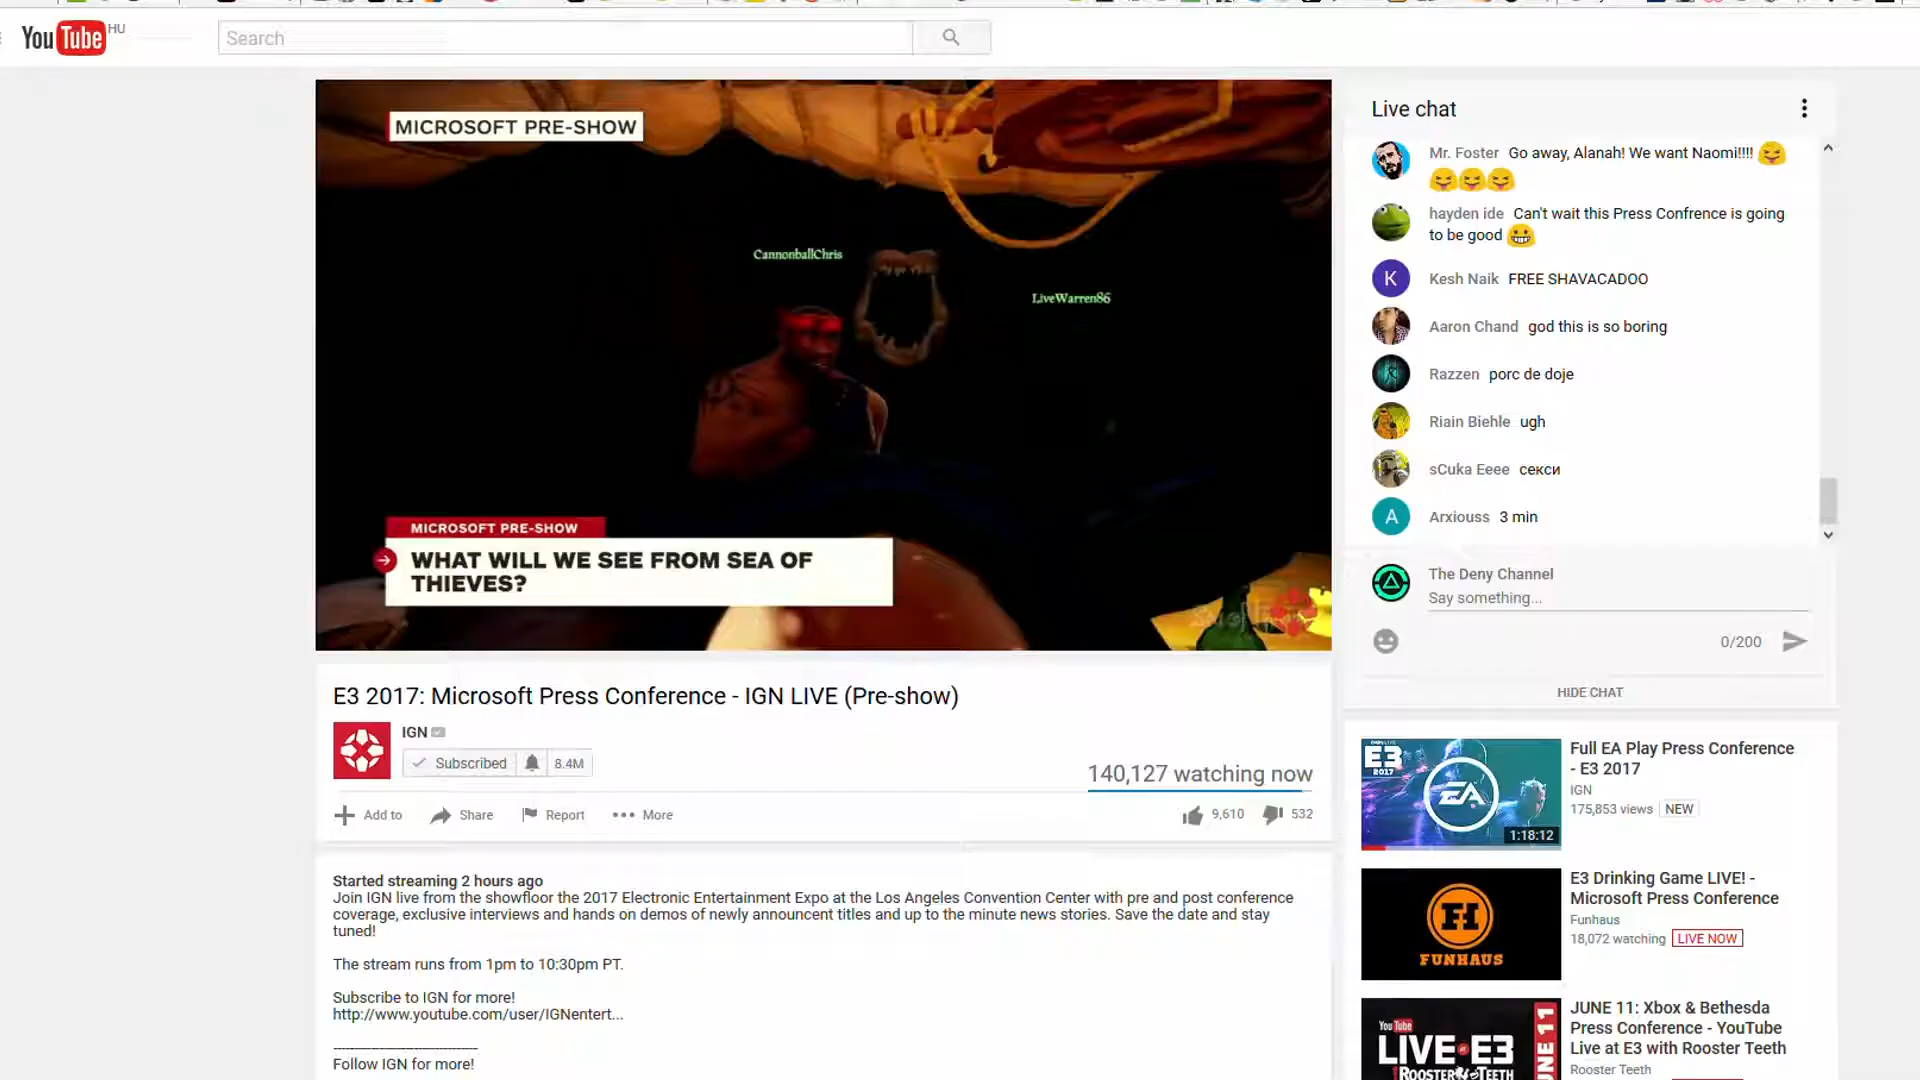 YouTube HU
Search
MICROSOFT PRE-SHOW
CannonballChris
LiveWarren86
MICROSOFT PRE-SHOW
WHAT WILL WE SEE FROM SEA OF
THIEVES?
E3 2017: Microsoft Press Conference - IGN LIVE (Pre-show)
IGN
Subscribed 8.4M
140,127 watching now
Add to Share Report More
9,610 532
Started streaming 2 hours ago
Join IGN live from the showfloor the 2017 Electronic Entertainment Expo at the Los Angeles Convention Center with pre and post conference
coverage, exclusive interviews and hands on demos of newly announcent titles and up to the minute news stories. Save the date and stay
tuned!
The stream runs from 1pm to 10:30pm PT.
Subscribe to IGN for more!
http://www.youtube.com/user/IGNentert...
--------------------------------
Follow IGN for more!
Live chat
Mr. Foster Go away, Alanah! We want Naomi!!!!
hayden ide Can't wait this Press Confrence is going
to be good
K
Kesh Naik FREE SHAVACADOO
Aaron Chand god this is so boring
Razzen porc de doje
Riain Biehle ugh
sCuka Eeee секси
A
Arxiouss 3 min
The Deny Channel
Say something...
0/200
HIDE CHAT
E3
2017
EA
1:18:12
Full EA Play Press Conference
- E3 2017
IGN
175,853 views NEW
FUNHAUS
E3 Drinking Game LIVE! -
Microsoft Press Conference
Funhaus
18,072 watching LIVE NOW
YouTube
LIVE at E3
ROOSTER TEETH
JUNE 11
JUNE 11: Xbox & Bethesda
Press Conference - YouTube
Live at E3 with Rooster Teeth
Rooster Teeth